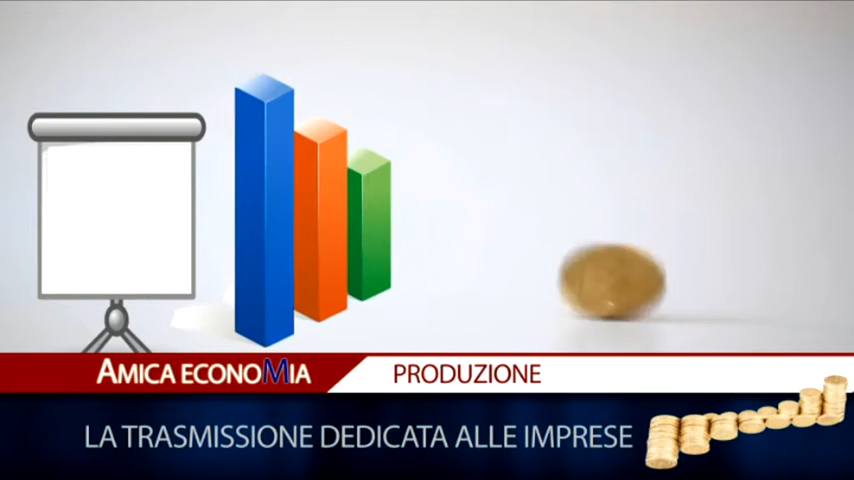 AMICA ECONOMIA
PRODUZIONE
LA TRASMISSIONE DEDICATA ALLE IMPRESE